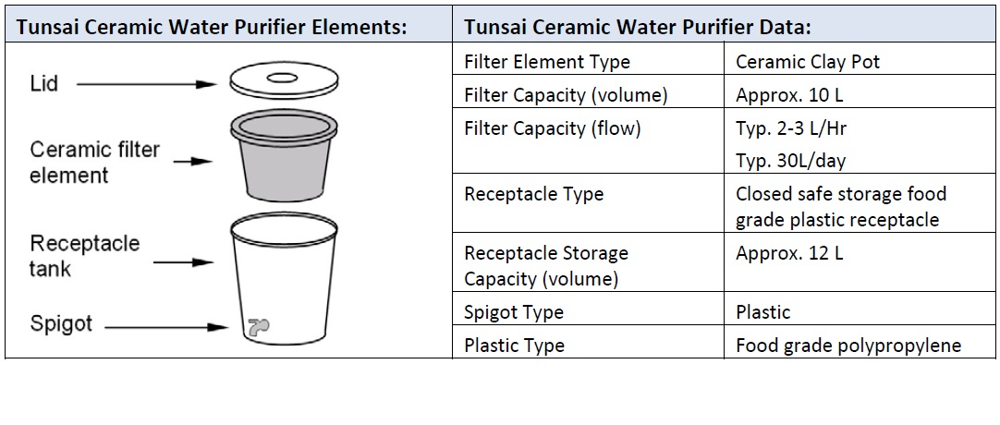 Tunsai Ceramic Water Purifier Elements:
Lid
Ceramic filter
element
Receptacle
tank
Spigot
Tunsai Ceramic Water Purifier Data:
Filter Element Type
Ceramic Clay Pot
Filter Capacity (volume)
Approx. 10 L
Filter Capacity (flow)
Typ. 2-3 L/Hr
Typ. 30L/day
Receptacle Type
Closed safe storage food
grade plastic receptacle
Receptacle Storage
Capacity (volume)
Approx. 12 L
Spigot Type
Plastic
Plastic Type
Food grade polypropylene